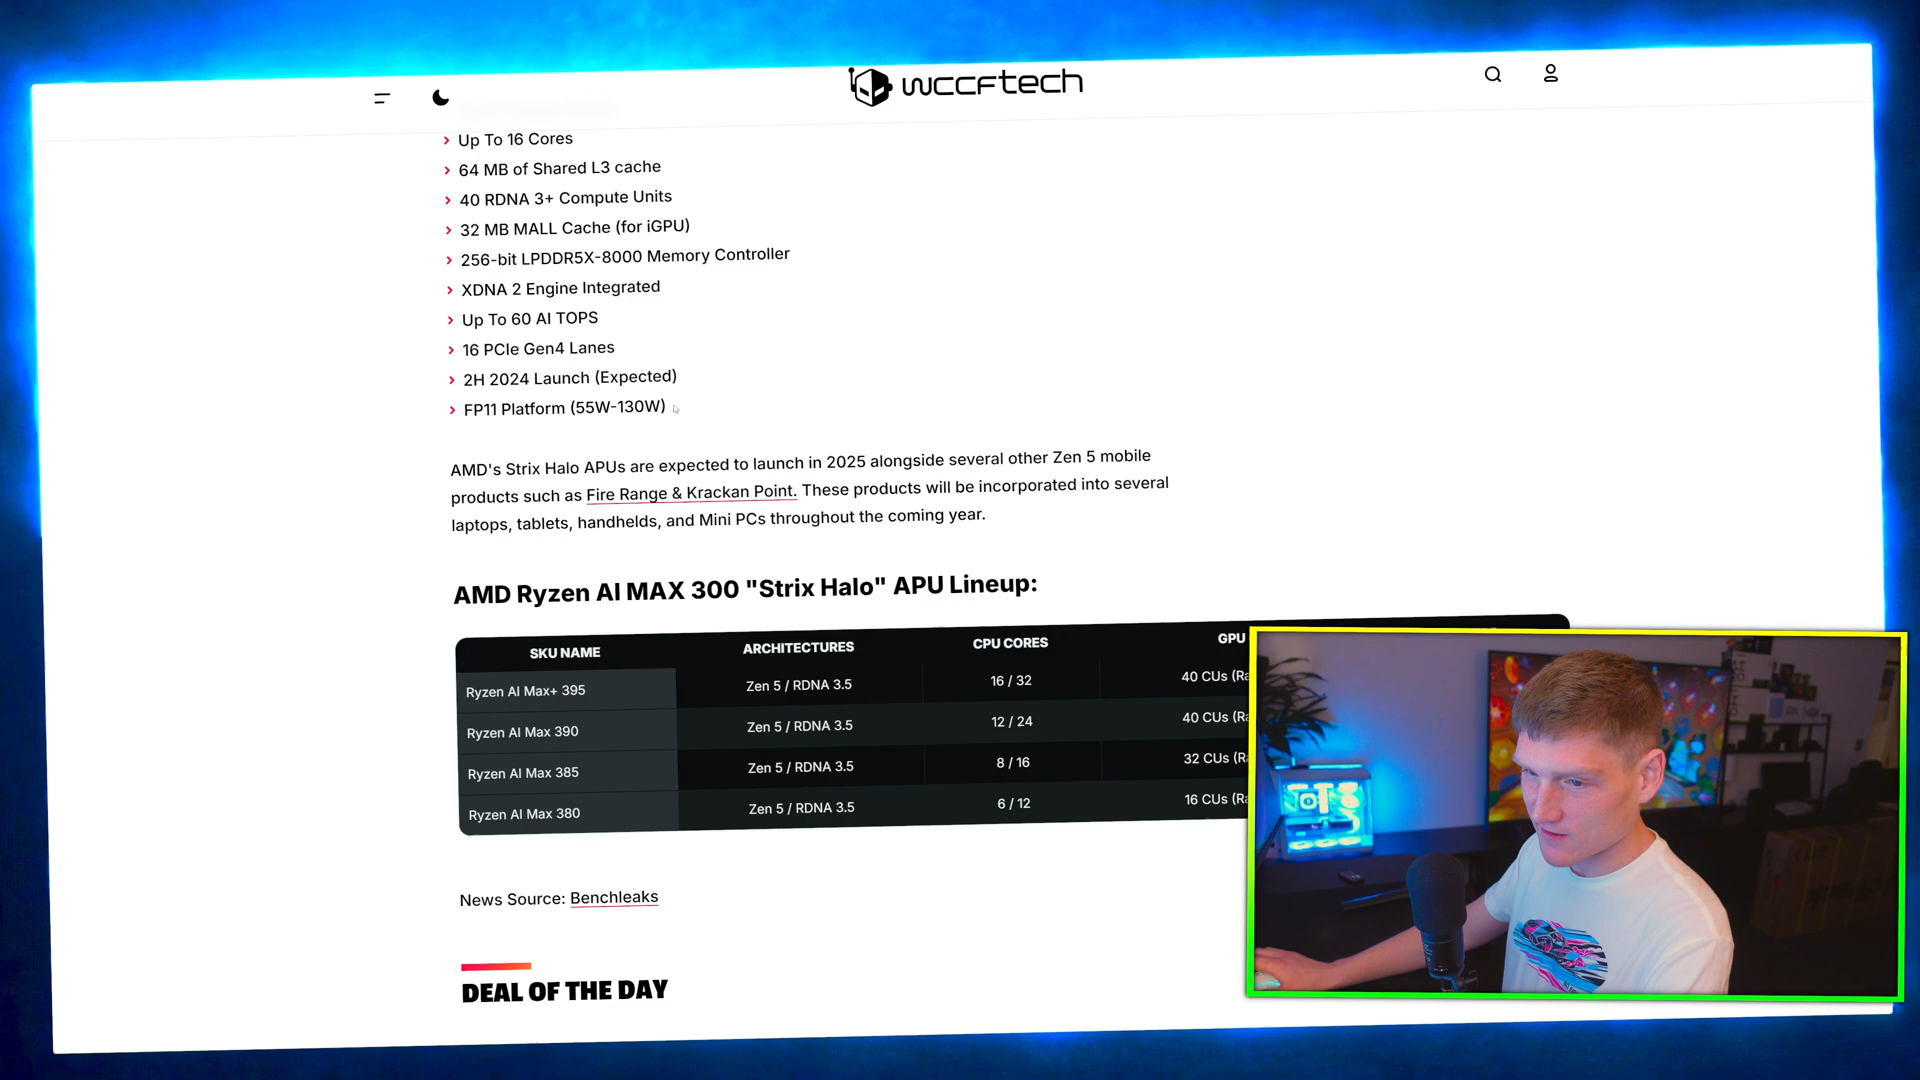 wccftech
Up To 16 Cores
64 MB of Shared L3 cache
40 RDNA 3+ Compute Units
32 MB MALL Cache (for iGPU)
256-bit LPDDR5X-8000 Memory Controller
XDNA 2 Engine Integrated
Up To 60 AI TOPS
16 PCIe Gen4 Lanes
2H 2024 Launch (Expected)
FP11 Platform (55W-130W)
AMD's Strix Halo APUs are expected to launch in 2025 alongside several other Zen 5 mobile
products such as Fire Range & Krackan Point. These products will be incorporated into several
laptops, tablets, handhelds, and Mini PCs throughout the coming year.
AMD Ryzen AI MAX 300 "Strix Halo" APU Lineup:
SKU NAME ARCHITECTURES CPU CORES GPU
Ryzen AI Max+ 395 Zen 5 / RDNA 3.5 16 / 32 40 CUs (Ra
Ryzen AI Max 390 Zen 5 / RDNA 3.5 12 / 24 40 CUs (Ra
Ryzen AI Max 385 Zen 5 / RDNA 3.5 8 / 16 32 CUs (Ra
Ryzen AI Max 380 Zen 5 / RDNA 3.5 6 / 12 16 CUs (Ra
News Source: Benchleaks
DEAL OF THE DAY